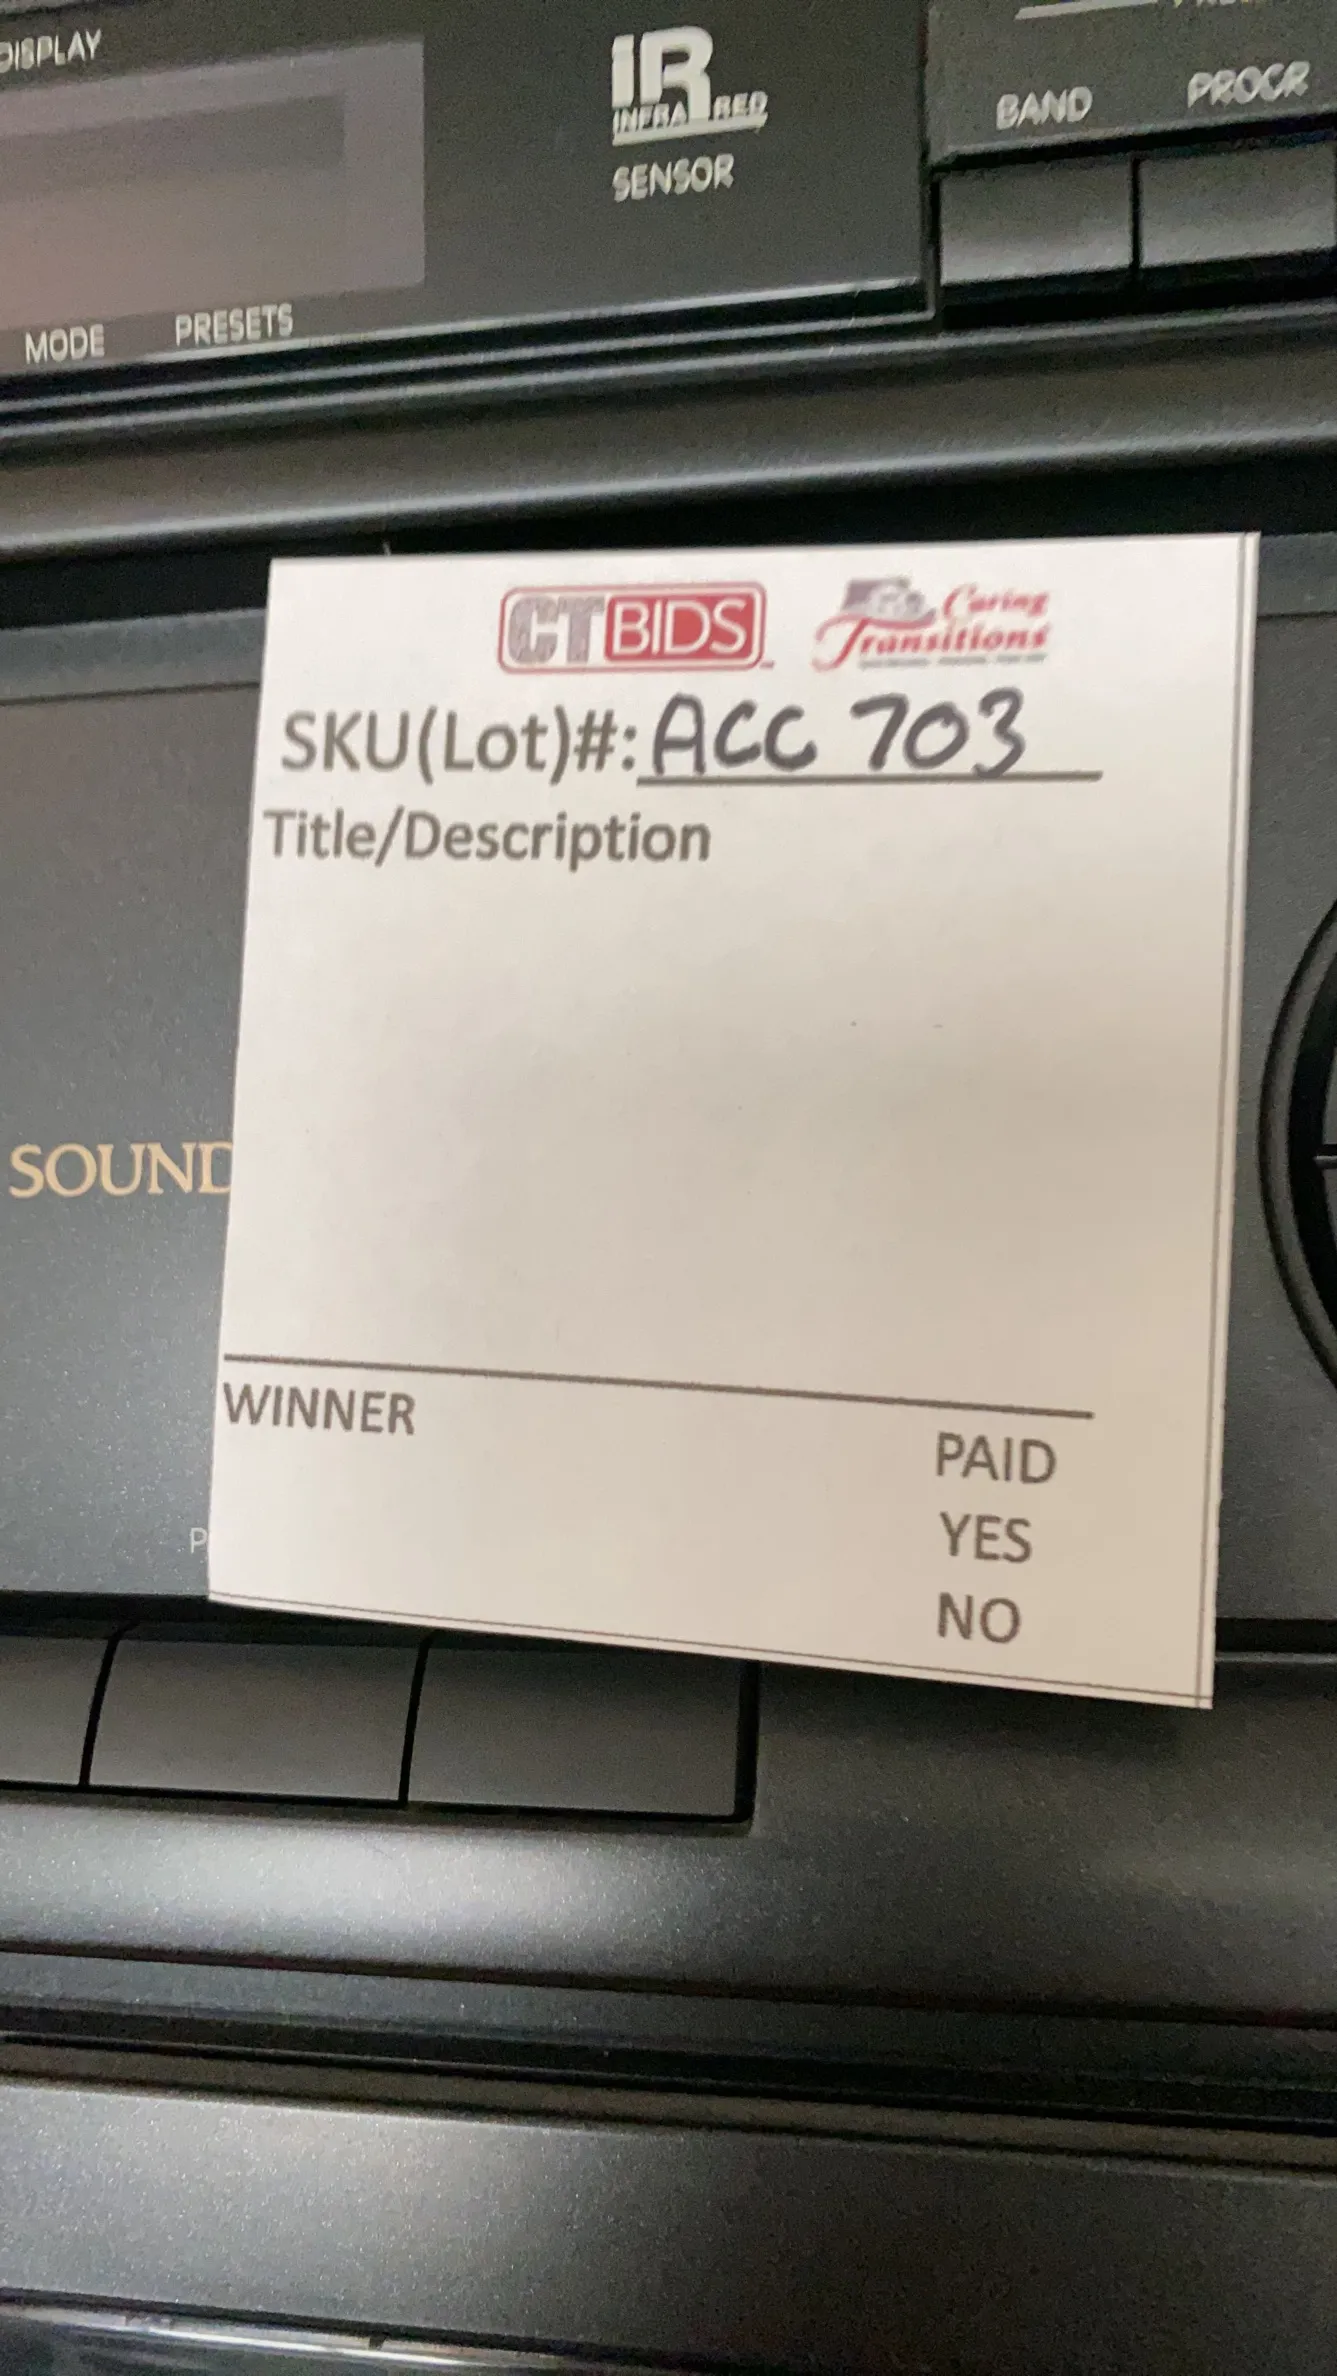 DISPLAY
IR
INFRA RED
SENSOR
BAND
PROGR
MODE
PRESETS
CTBIDS
Caring
Transitions
SKU(Lot)#: ACC 703
Title/Description
SOUND
WINNER
PAID
YES
NO
P